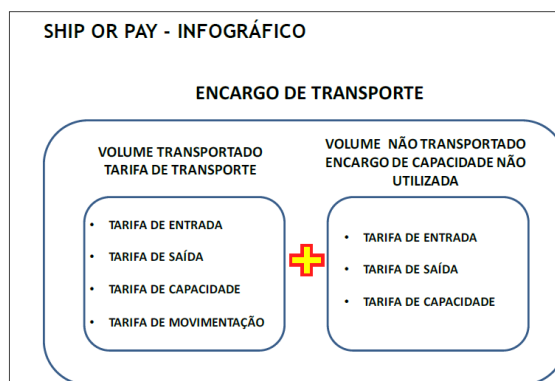 SHIP OR PAY - INFOGRÁFICO
ENCARGO DE TRANSPORTE
VOLUME TRANSPORTADO
TARIFA DE TRANSPORTE
• TARIFA DE ENTRADA
• TARIFA DE SAÍDA
• TARIFA DE CAPACIDADE
• TARIFA DE MOVIMENTAÇÃO
VOLUME NÃO TRANSPORTADO
ENCARGO DE CAPACIDADE NÃO
UTILIZADA
• TARIFA DE ENTRADA
• TARIFA DE SAÍDA
• TARIFA DE CAPACIDADE